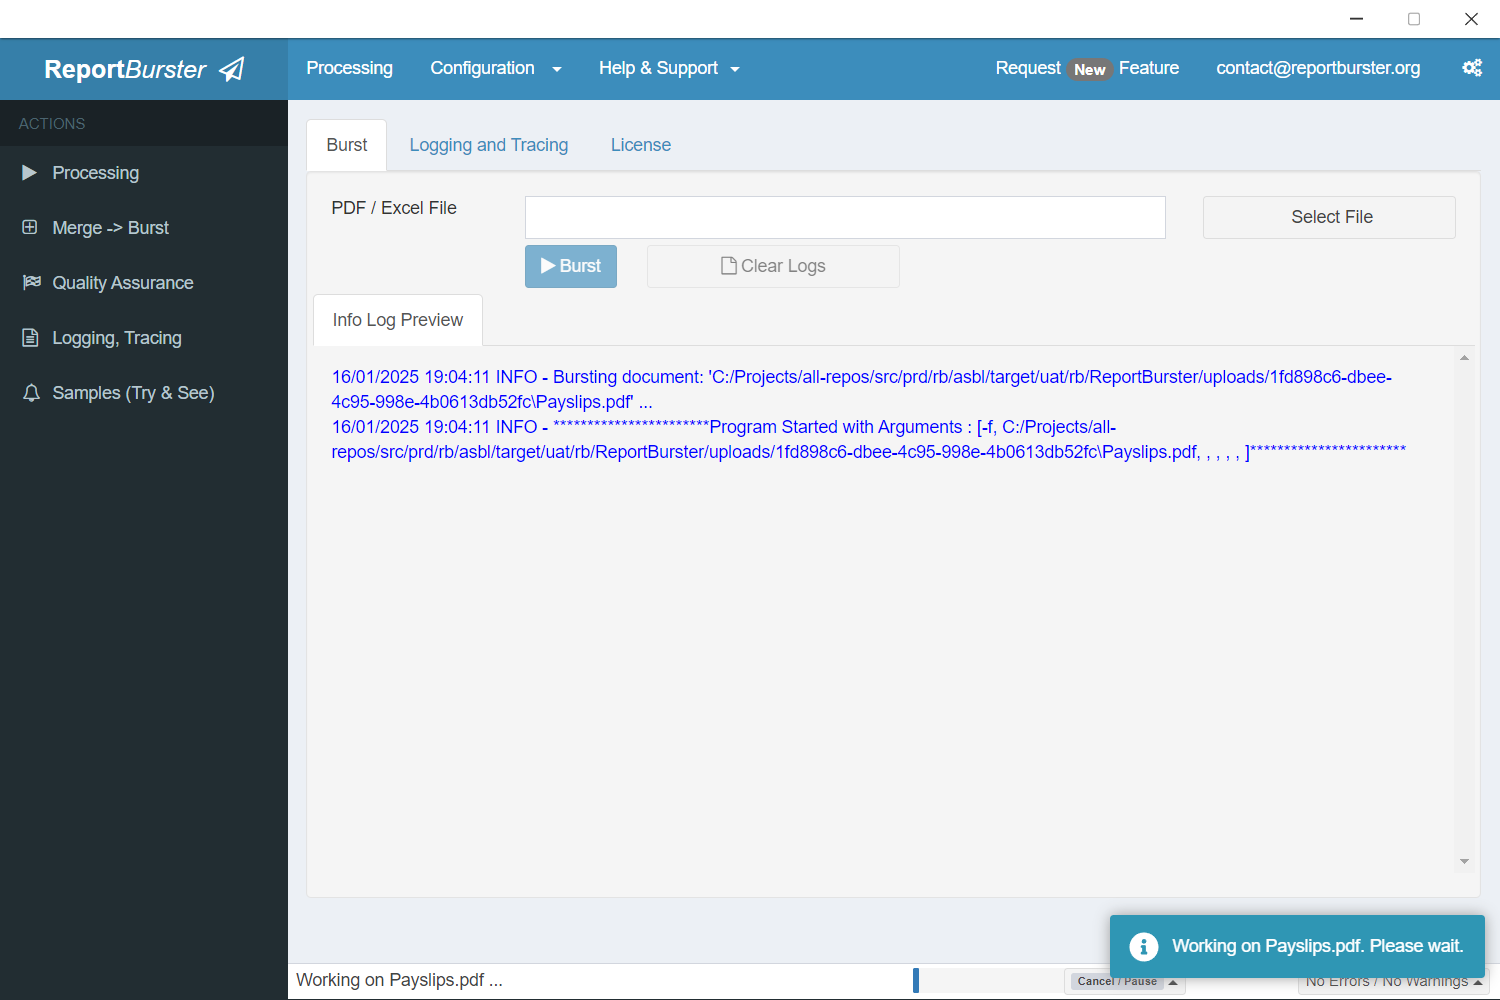 ReportBurster
Processing
Configuration
Help & Support
Request New Feature
contact@reportburster.org
ACTIONS
Processing
Merge -> Burst
Quality Assurance
Logging, Tracing
Samples (Try & See)
Burst
Logging and Tracing
License
PDF / Excel File
Select File
Burst
Clear Logs
Info Log Preview
16/01/2025 19:04:11 INFO - Bursting document: 'C:/Projects/all-repos/src/prd/rb/asbl/target/uat/rb/ReportBurster/uploads/1fd898c6-dbee-
4c95-998e-4b0613db52fc\Payslips.pdf' ...
16/01/2025 19:04:11 INFO - ***********************Program Started with Arguments : [-f, C:/Projects/all-
repos/src/prd/rb/asbl/target/uat/rb/ReportBurster/uploads/1fd898c6-dbee-4c95-998e-4b0613db52fc\Payslips.pdf, , , , , ]***********************
Working on Payslips.pdf. Please wait.
Working on Payslips.pdf ...
Cancel / Pause
No Errors / No Warnings